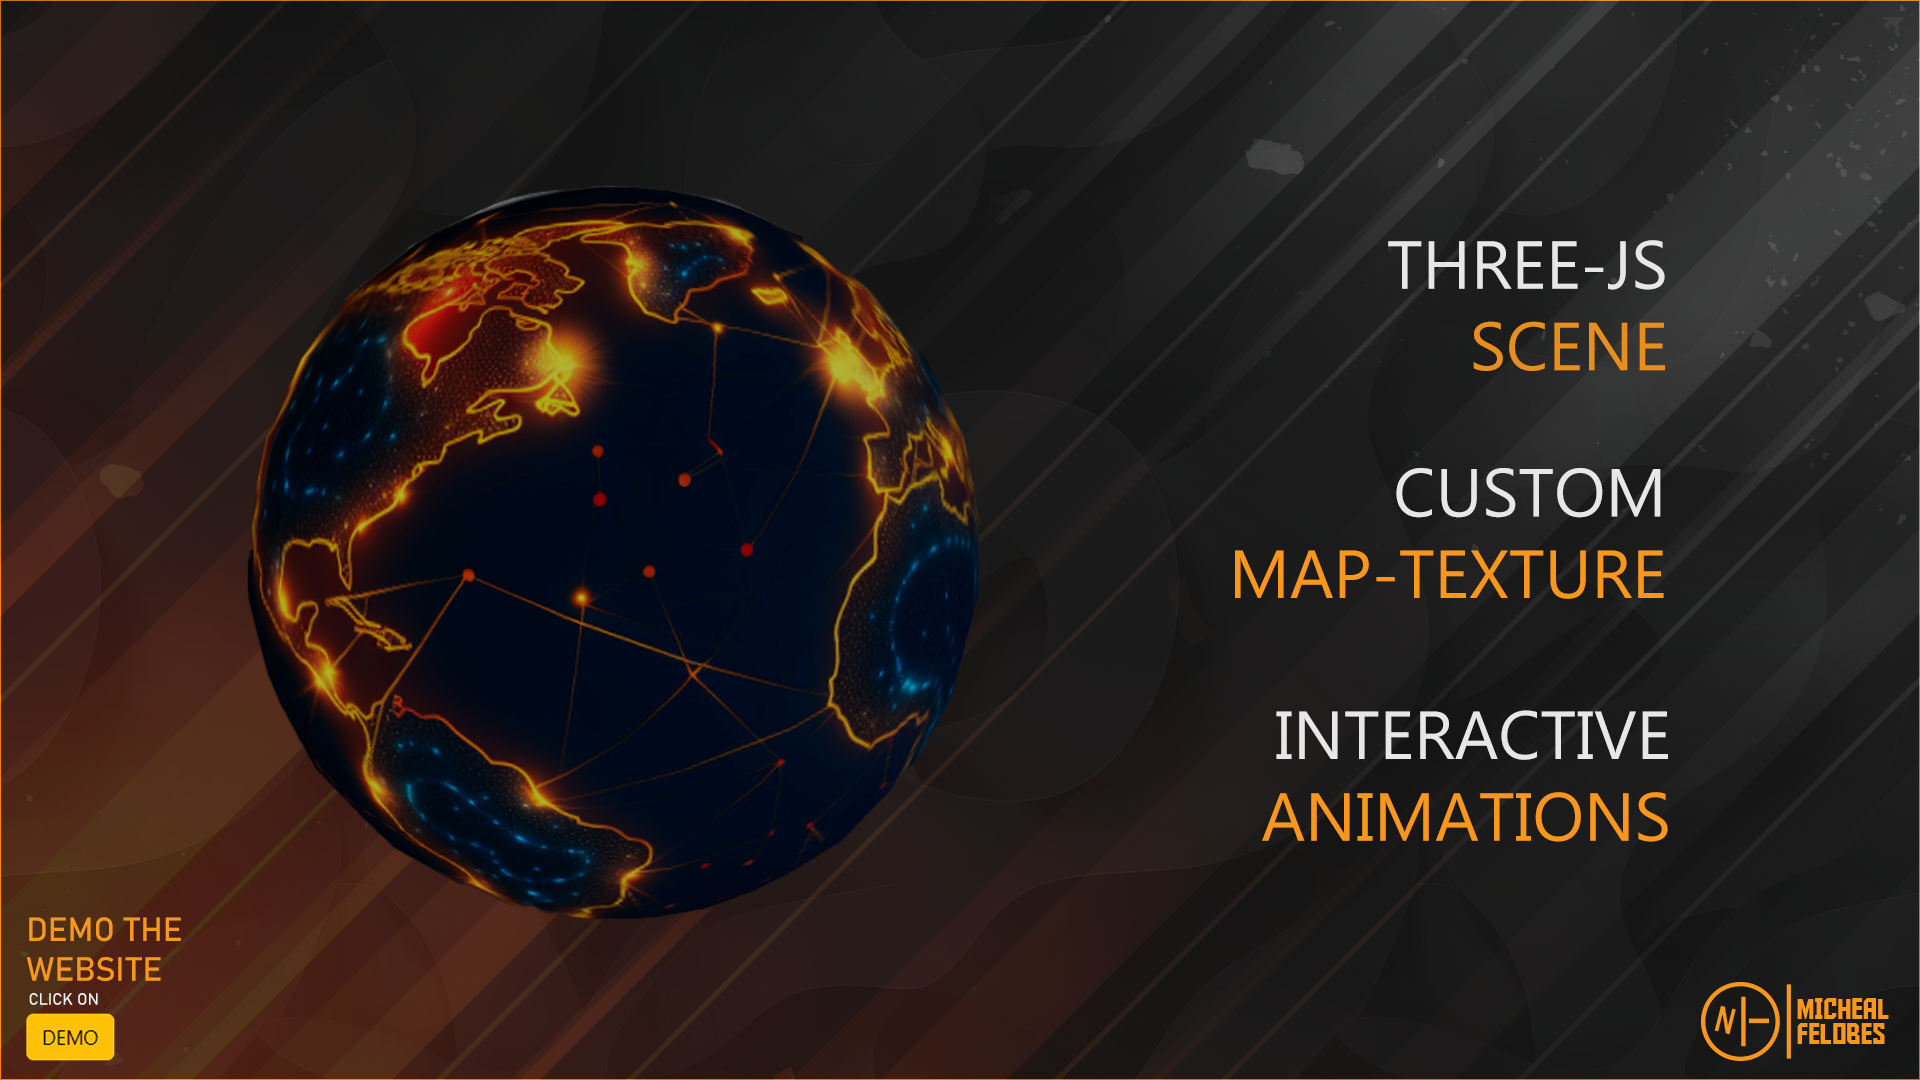 THREE-JS
SCENE
CUSTOM
MAP-TEXTURE
INTERACTIVE
ANIMATIONS
DEMO THE
WEBSITE
CLICK ON
DEMO
MICHEAL
FELOBES